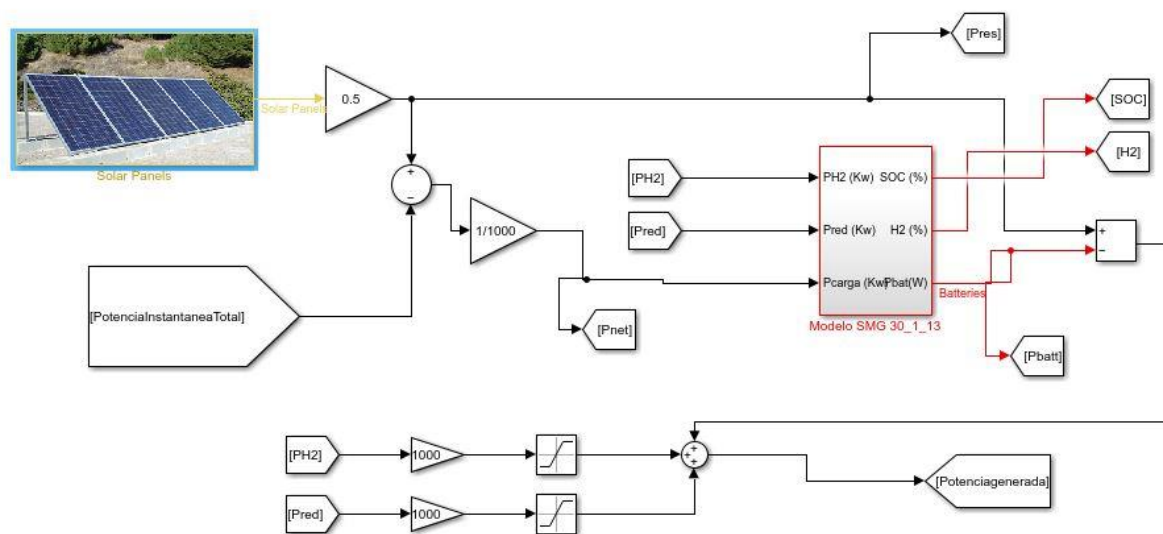 [Pres]
Solar Panels
0.5
[SOC]
Solar Panels
[H2]
[PH2]
PH2 (Kw) SOC (%)
+
−
1/1000
[Pred]
Pred (Kw) H2 (%)
+
−
Pcarga (Kw) Pbat(W)
Batteries
[PotenciaInstantaneaTotal]
[Pnet]
Modelo SMG 30_1_13
[Pbatt]
[PH2]
1000
+
+
+
[Potenciagenerada]
[Pred]
1000